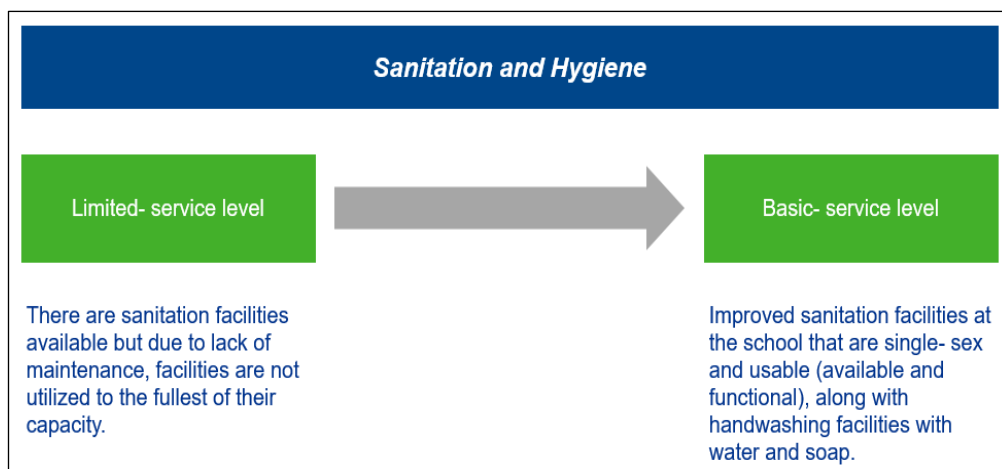 Sanitation and Hygiene
Limited- service level
Basic- service level
There are sanitation facilities
available but due to lack of
maintenance, facilities are not
utilized to the fullest of their
capacity.
Improved sanitation facilities at
the school that are single- sex
and usable (available and
functional), along with
handwashing facilities with
water and soap.